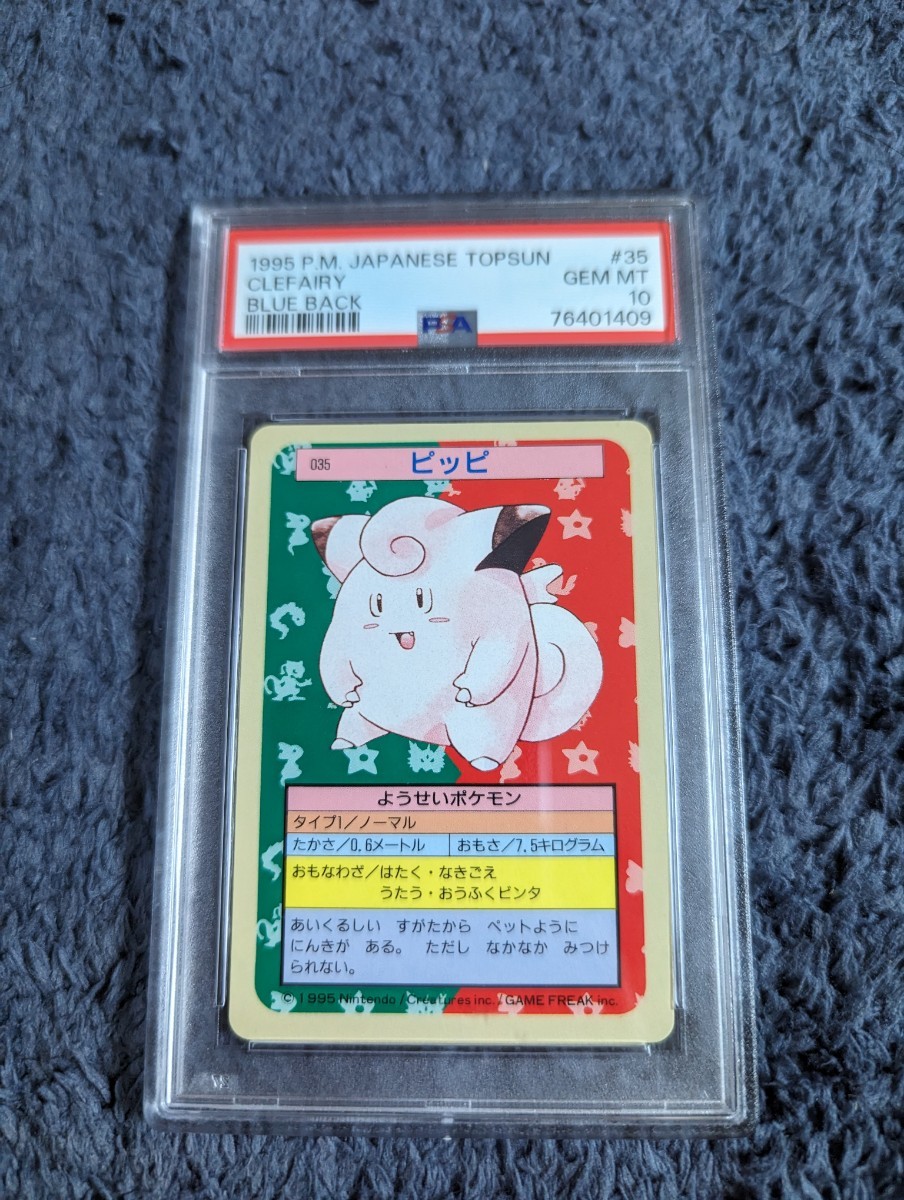 1995 P.M. JAPANESE TOPSUN #35
CLEFAIRY GEM MT
BLUE BACK 10
76401409
PSA
035 ピッピ
ようせいポケモン
タイプ1/ノーマル
たかさ/0.6メートル おもさ/7.5キログラム
おもなわざ/はたく・なきごえ
うたう・おうふくビンタ
あいくるしい すがたから ペットように
にんきが ある。 ただし なかなか みつけ
られない。
© 1995 Nintendo/Creatures inc./GAME FREAK inc.